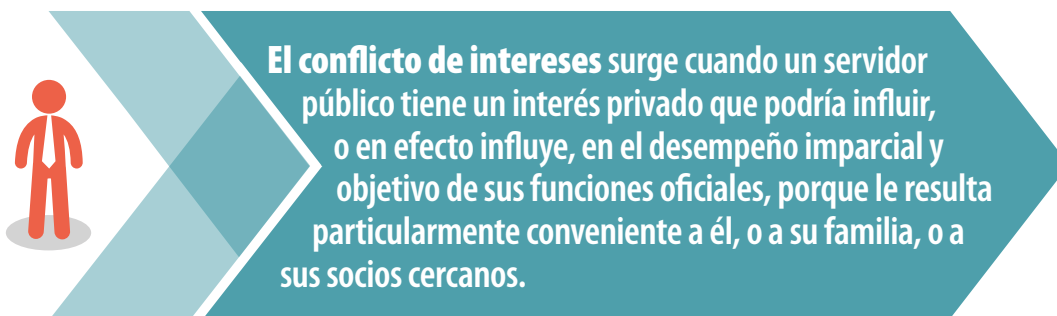 El conflicto de intereses surge cuando un servidor
público tiene un interés privado que podría influir,
o en efecto influye, en el desempeño imparcial y
objetivo de sus funciones oficiales, porque le resulta
particularmente conveniente a él, o a su familia, o a
sus socios cercanos.